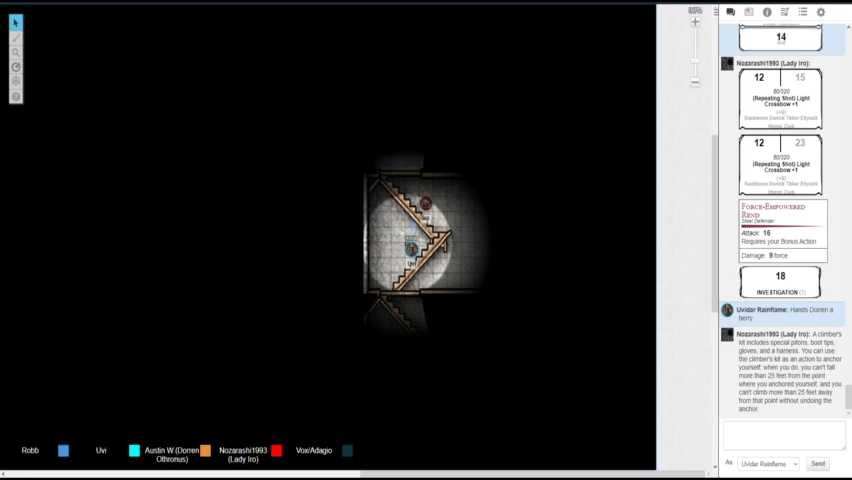 14
Nozarashi1993 (Lady Iro):
12 15
80/320
(Repeating Shot) Light
Crossbow +1
(+9)
12 23
80/320
(Repeating Shot) Light
Crossbow +1
(+9)
Force-Empowered
Rend
Steel Defender
Attack: 16
Requires your Bonus Action
Damage: 9 force
18
INVESTIGATION (7)
Uvidar Rainflame: Hands Dorren a
berry
Nozarashi1993 (Lady Iro): A climber's
kit includes special pitons, boot tips,
gloves, and a harness. You can use
the climber's kit as an action to anchor
yourself; when you do, you can't fall
more than 25 feet from the point
where you anchored yourself, and you
can't climb more than 25 feet away
from that point without undoing the
anchor.
As: Uvidar Rainflame Send
Uvi
Robb Uvi Austin W.(Dorren Othronus) Nozarashi1993 (Lady Iro) Vox/Adagio